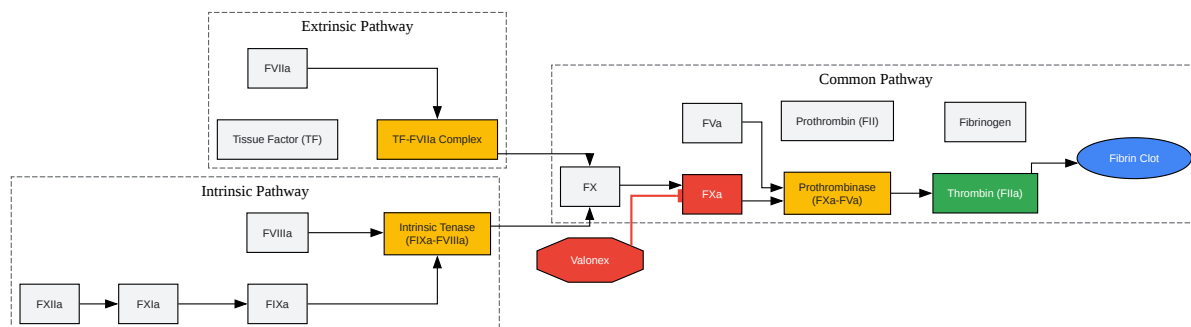 Extrinsic Pathway
FVIIa
Tissue Factor (TF)
TF-FVIIa Complex
Intrinsic Pathway
FVIIIa
Intrinsic Tenase
(FIXa-FVIIIa)
FXIIa
FXIa
FIXa
Common Pathway
FVa
Prothrombin (FII)
Fibrinogen
Fibrin Clot
FX
FXa
Prothrombinase
(FXa-FVa)
Thrombin (FIIa)
Valonex